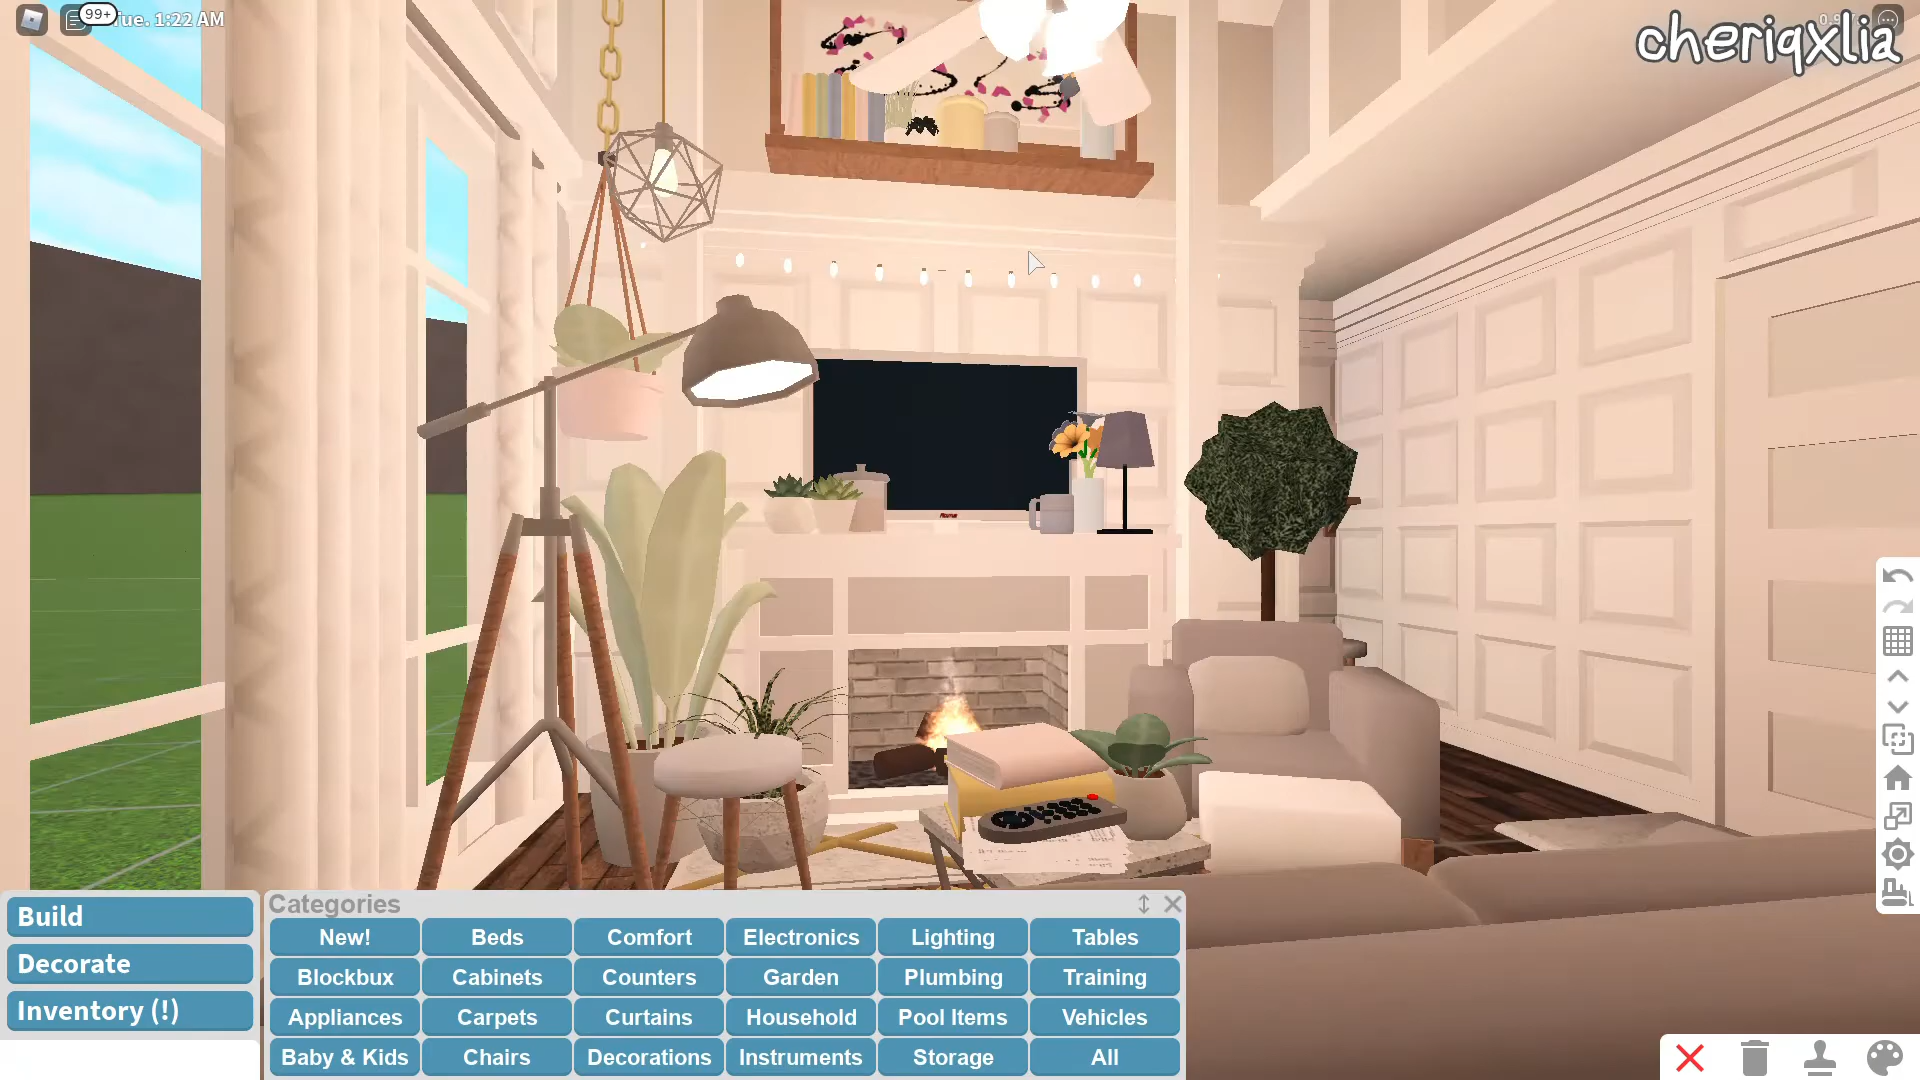 99+
Tue. 1:22 AM
cheriqxlia
Build
Decorate
Inventory (!)
Categories
New! Beds Comfort Electronics Lighting Tables
Blockbux Cabinets Counters Garden Plumbing Training
Appliances Carpets Curtains Household Pool Items Vehicles
Baby & Kids Chairs Decorations Instruments Storage All